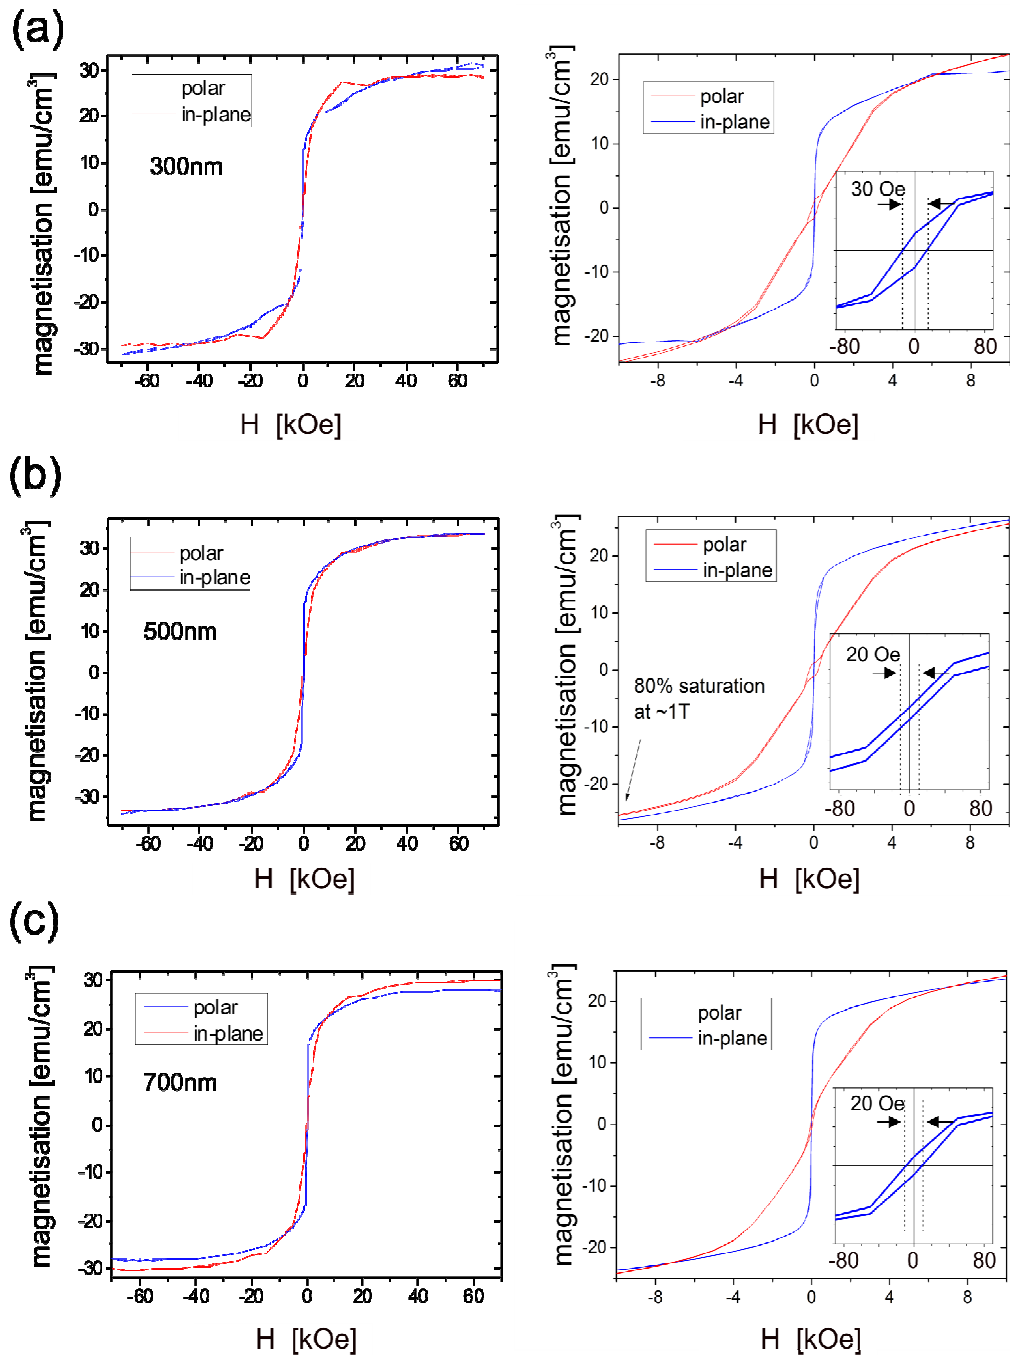 (a)
magnetisation [emu/cm³]
30
20
10
0
-10
-20
-30
polar
in-plane
300nm
-60 -40 -20 0 20 40 60
H [kOe]
magnetisation [emu/cm³]
20
10
0
-10
-20
polar
in-plane
30 Oe
-80 0 80
-8 -4 0 4 8
H [kOe]
(b)
magnetisation [emu/cm³]
30
20
10
0
-10
-20
-30
polar
in-plane
500nm
-60 -40 -20 0 20 40 60
H [kOe]
magnetisation [emu/cm³]
20
10
0
-10
-20
polar
in-plane
20 Oe
80% saturation
at ~1T
-80 0 80
-8 -4 0 4 8
H [kOe]
(c)
magnetisation [emu/cm³]
30
20
10
0
-10
-20
-30
polar
in-plane
700nm
-60 -40 -20 0 20 40 60
H [kOe]
magnetisation [emu/cm³]
20
10
0
-10
-20
polar
in-plane
20 Oe
-80 0 80
-8 -4 0 4 8
H [kOe]